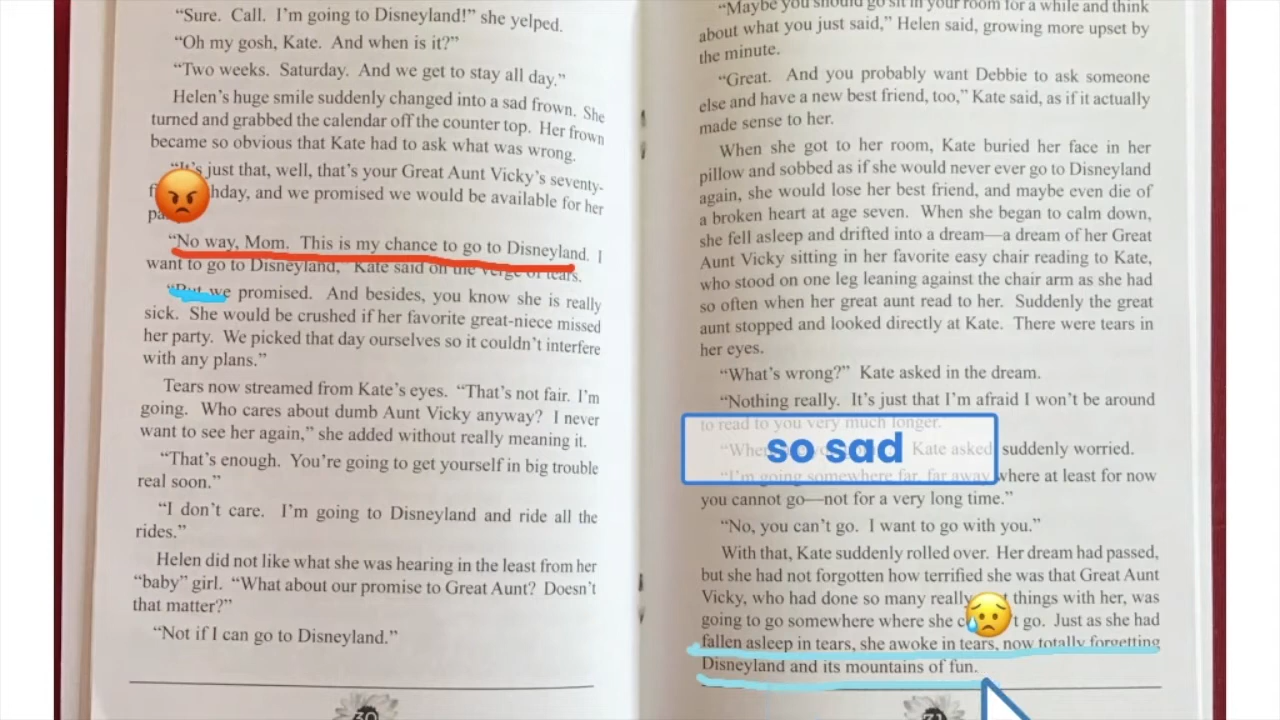 “Sure. Call. I’m going to Disneyland!” she yelped.
“Oh my gosh, Kate. And when is it?”
“Two weeks. Saturday. And we get to stay all day.”
Helen’s huge smile suddenly changed into a sad frown. She
turned and grabbed the calendar off the counter top. Her frown
became so obvious that Kate had to ask what was wrong.
“It’s just that, well, that’s your Great Aunt Vicky’s seventy-
hday, and we promised we would be available for her
“No way, Mom. This is my chance to go to Disneyland. I
want to go to Disneyland,” Kate said on the verge of tears.
“But we promised. And besides, you know she is really
sick. She would be crushed if her favorite great-niece missed
her party. We picked that day ourselves so it couldn’t interfere
with any plans.”
Tears now streamed from Kate’s eyes. “That’s not fair. I’m
going. Who cares about dumb Aunt Vicky anyway? I never
want to see her again,” she added without really meaning it.
“That’s enough. You’re going to get yourself in big trouble
real soon.”
“I don’t care. I’m going to Disneyland and ride all the
rides.”
Helen did not like what she was hearing in the least from her
“baby” girl. “What about our promise to Great Aunt? Doesn’t
that matter?”
“Not if I can go to Disneyland.”
30
“Maybe you should go sit in your room for a while and think
about what you just said,” Helen said, growing more upset by
the minute.
“Great. And you probably want Debbie to ask someone
else and have a new best friend, too,” Kate said, as if it actually
made sense to her.
When she got to her room, Kate buried her face in her
pillow and sobbed as if she would never ever go to Disneyland
again, she would lose her best friend, and maybe even die of
a broken heart at age seven. When she began to calm down,
she fell asleep and drifted into a dream—a dream of her Great
Aunt Vicky sitting in her favorite easy chair reading to Kate,
who stood on one leg leaning against the chair arm as she had
so often when her great aunt read to her. Suddenly the great
aunt stopped and looked directly at Kate. There were tears in
her eyes.
“What’s wrong?” Kate asked in the dream.
“Nothing really. It’s just that I’m afraid I won’t be around
to read to you very much longer.
so sad
Kate asked, suddenly worried.
“I’m going somewhere far, far away where at least for now
you cannot go—not for a very long time.”
“No, you can’t go. I want to go with you.”
With that, Kate suddenly rolled over. Her dream had passed,
but she had not forgotten how terrified she was that Great Aunt
Vicky, who had done so many really things with her, was
going to go somewhere where she c t go. Just as she had
fallen asleep in tears, she awoke in tears, now totally forgetting
Disneyland and its mountains of fun.
31